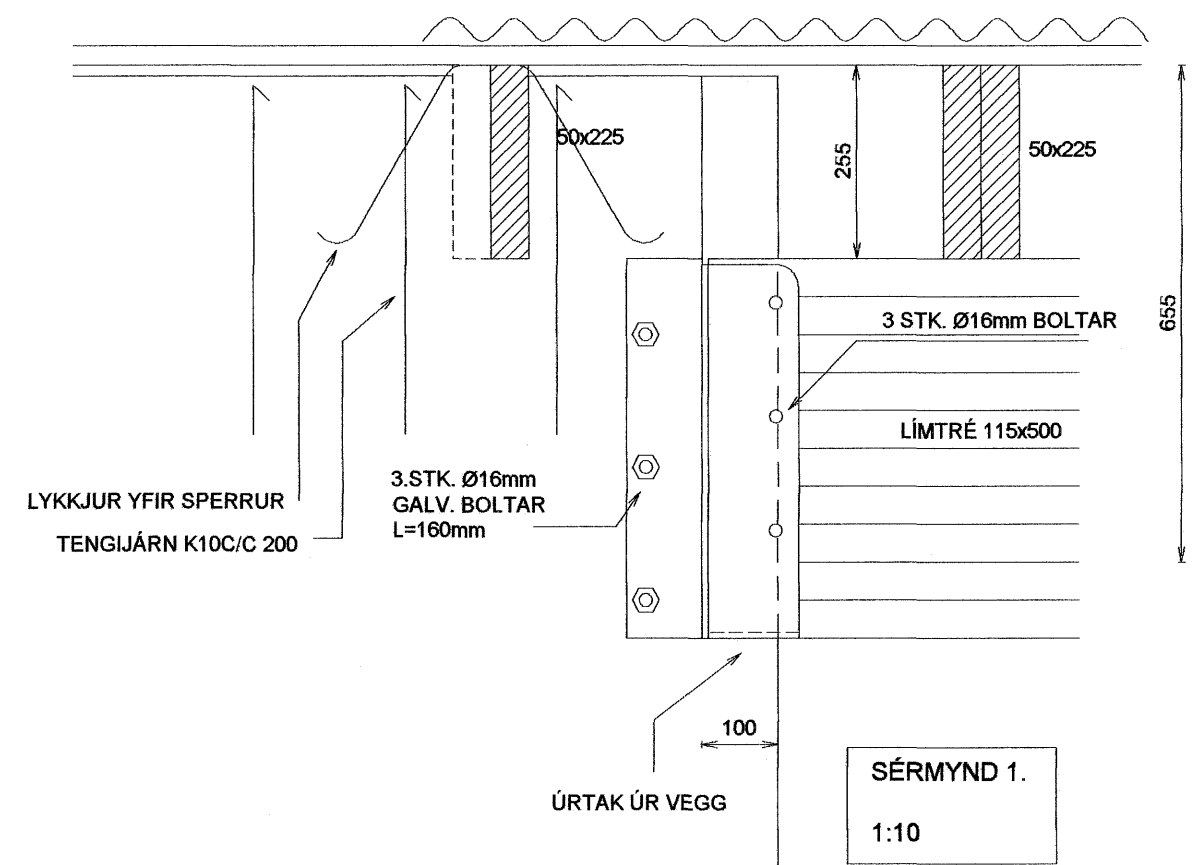 50x225
255
50x225
655
3 STK. Ø16mm BOLTAR
LÍMTRÉ 115x500
3.STK. Ø16mm
GALV. BOLTAR
L=160mm
LYKKJUR YFIR SPERRUR
TENGIJÁRN K10C/C 200
100
ÚRTAK ÚR VEGG
SÉRMYND 1.
1:10